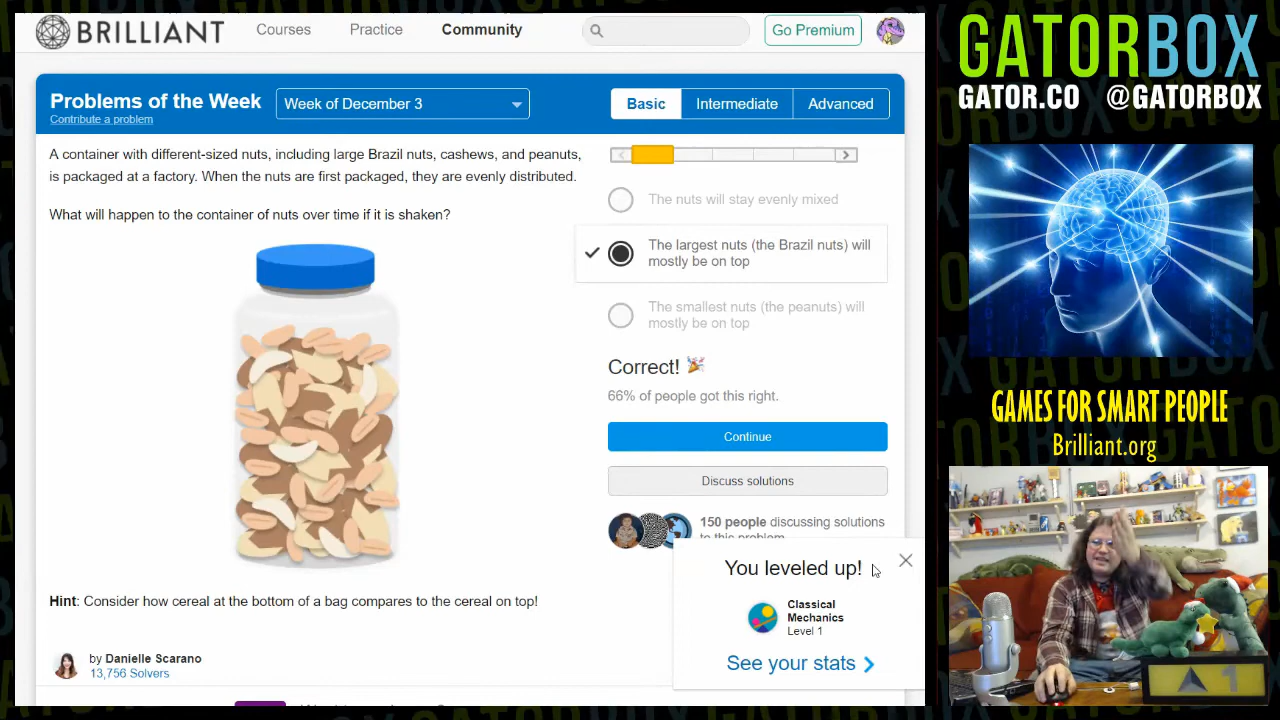 BRILLIANT
Courses
Practice
Community
Go Premium
GATORBOX
GATOR.CO @GATORBOX
Problems of the Week
Contribute a problem
Week of December 3
Basic
Intermediate
Advanced
A container with different-sized nuts, including large Brazil nuts, cashews, and peanuts,
is packaged at a factory. When the nuts are first packaged, they are evenly distributed.
What will happen to the container of nuts over time if it is shaken?
The nuts will stay evenly mixed
The largest nuts (the Brazil nuts) will
mostly be on top
The smallest nuts (the peanuts) will
mostly be on top
Correct!
66% of people got this right.
Continue
Discuss solutions
150 people discussing solutions
to this problem
You leveled up!
Classical
Mechanics
Level 1
See your stats
Hint: Consider how cereal at the bottom of a bag compares to the cereal on top!
by Danielle Scarano
13,756 Solvers
GAMES FOR SMART PEOPLE
Brilliant.org
1